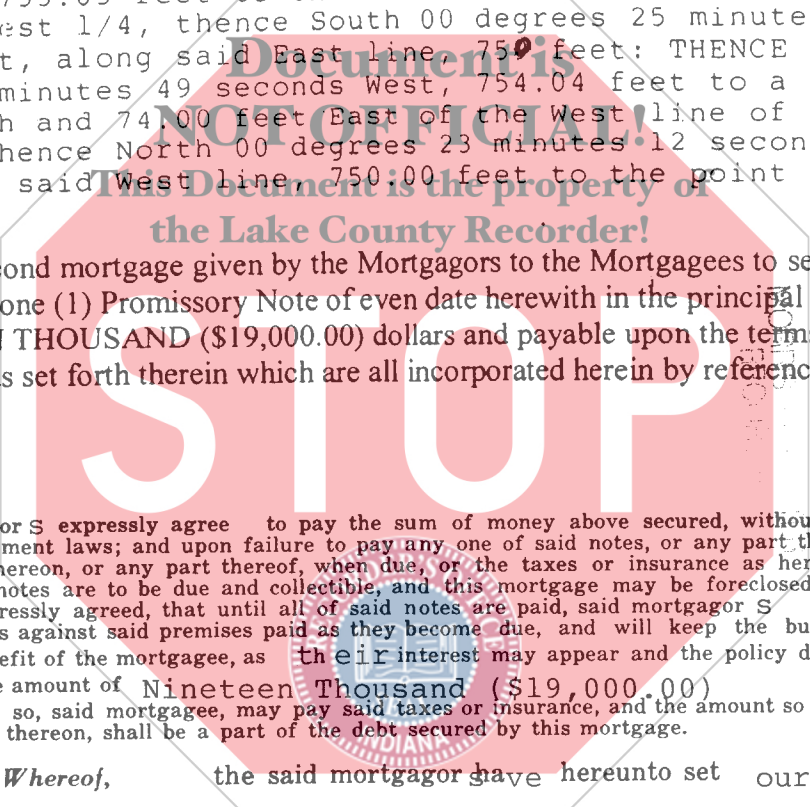 est 1/4, thence South 00 degrees 25 minute
t, along said East line, 750 feet: THENCE
minutes 49 seconds West, 754.04 feet to a
h and 74.00 feet East of the West line of
hence North 00 degrees 23 minutes 12 secon
said West line, 750.00 feet to the point
Document is
NOT OFFICIAL!
This Document is the property of
the Lake County Recorder!
STOP
cond mortgage given by the Mortgagors to the Mortgagees to se
one (1) Promissory Note of even date herewith in the principal
THOUSAND ($19,000.00) dollars and payable upon the terms
s set forth therein which are all incorporated herein by referenc
or S expressly agree to pay the sum of money above secured, withou
ment laws; and upon failure to pay any one of said notes, or any part th
hereon, or any part thereof, when due, or the taxes or insurance as her
notes are to be due and collectible, and this mortgage may be foreclosed
ressly agreed, that until all of said notes are paid, said mortgagor S
s against said premises paid as they become due, and will keep the bu
efit of the mortgagee, as their interest may appear and the policy d
e amount of Nineteen Thousand ($19,000.00)
so, said mortgagee, may pay said taxes or insurance, and the amount so
thereon, shall be a part of the debt secured by this mortgage.
Whereof, the said mortgagor s have hereunto set our
INDIANA